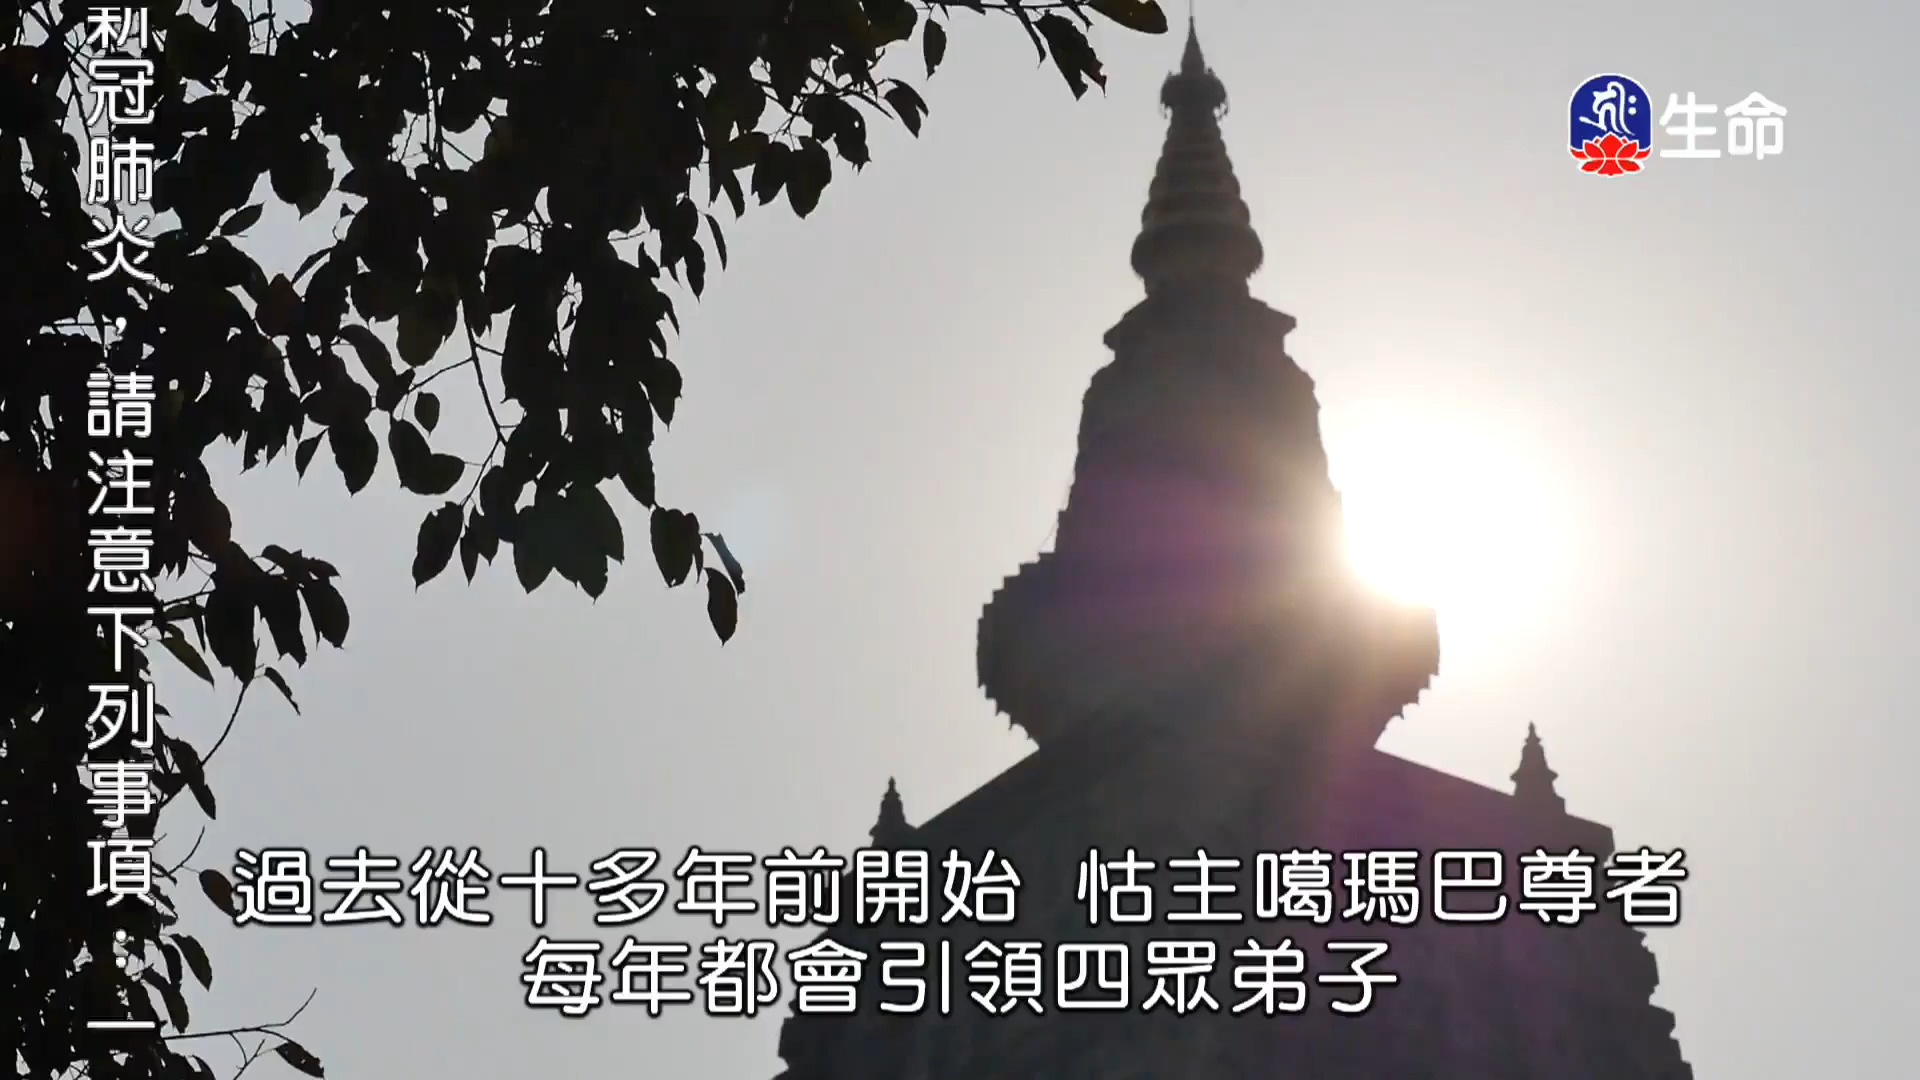 新冠肺炎，請注意下列事項：一
生命
過去從十多年前開始 怙主噶瑪巴尊者
每年都會引領四眾弟子